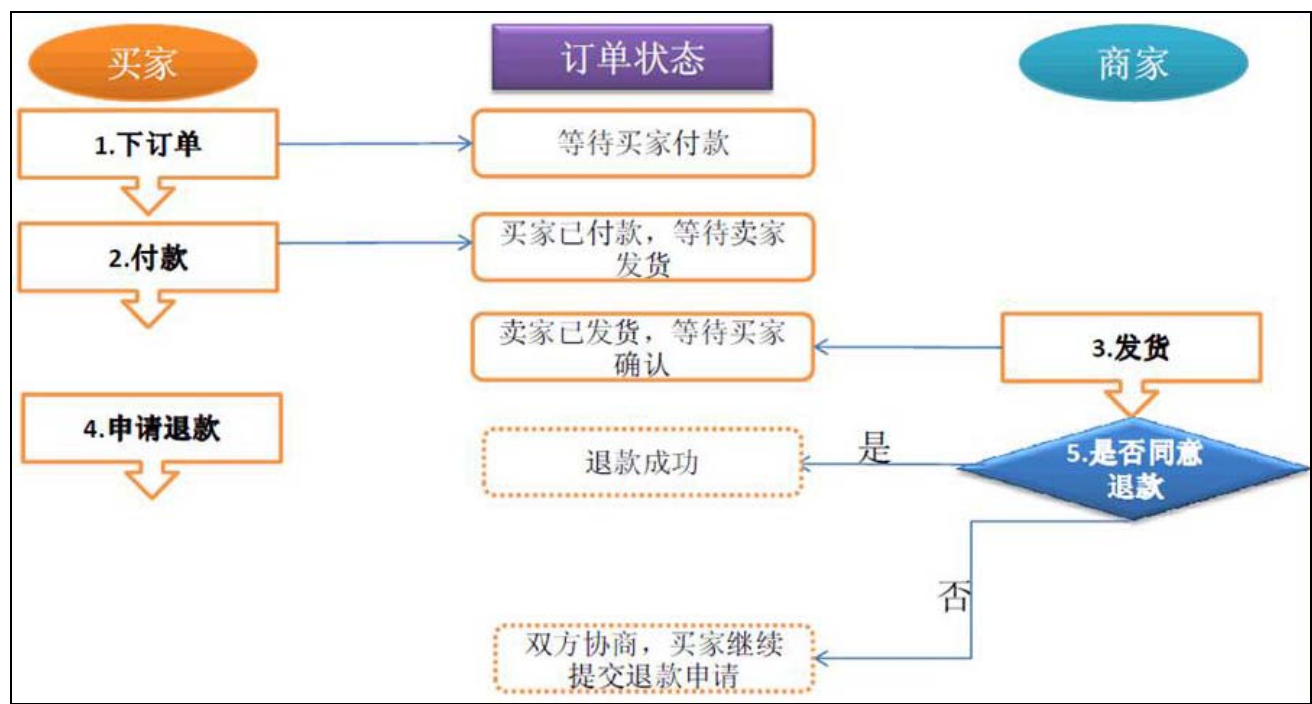 买家
订单状态
商家
1.下订单
等待买家付款
2.付款
买家已付款，等待卖家
发货
卖家已发货，等待买家
确认
3.发货
4.申请退款
退款成功
是
5.是否同意
退款
否
双方协商，买家继续
提交退款申请